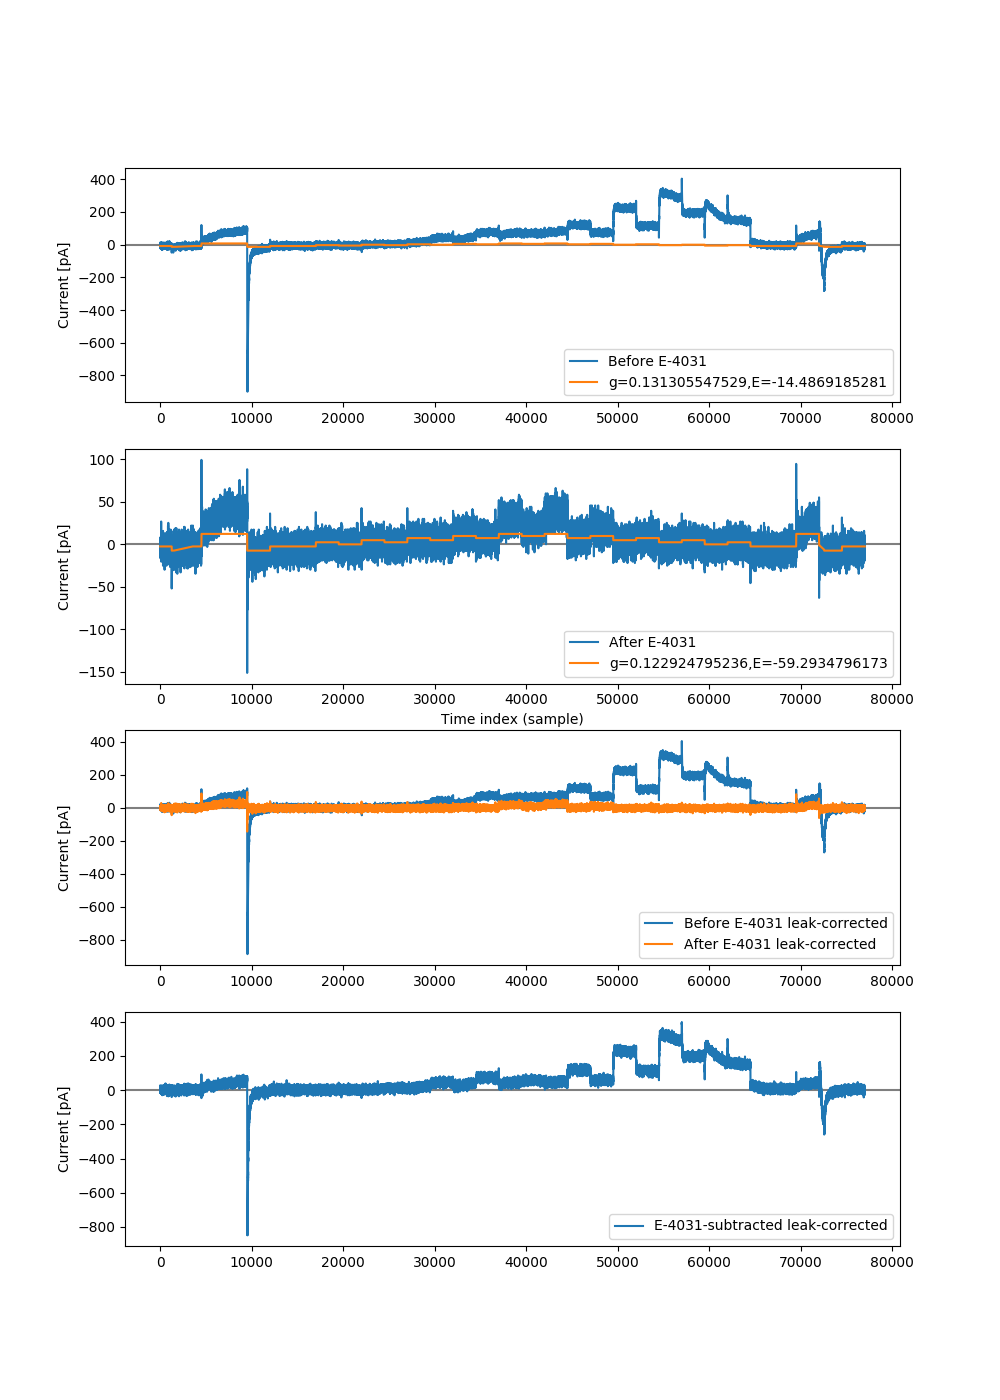 400
200
0
−200
−400
−600
−800
Current [pA]
Before E-4031
g=0.131305547529,E=-14.4869185281
0 10000 20000 30000 40000 50000 60000 70000 80000
100
50
0
−50
−100
−150
Current [pA]
After E-4031
g=0.122924795236,E=-59.2934796173
0 10000 20000 30000 40000 50000 60000 70000 80000
Time index (sample)
400
200
0
−200
−400
−600
−800
Current [pA]
Before E-4031 leak-corrected
After E-4031 leak-corrected
0 10000 20000 30000 40000 50000 60000 70000 80000
400
200
0
−200
−400
−600
−800
Current [pA]
E-4031-subtracted leak-corrected
0 10000 20000 30000 40000 50000 60000 70000 80000